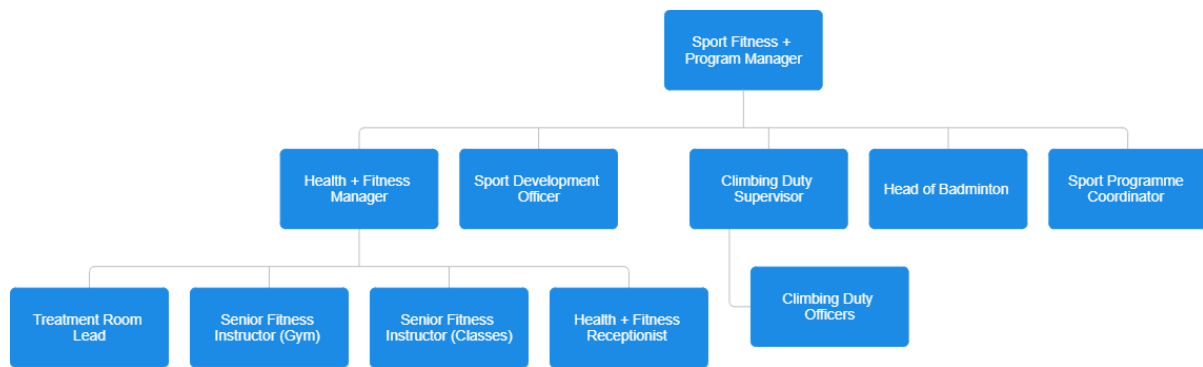 Sport Fitness +
Program Manager
Health + Fitness
Manager
Sport Development
Officer
Climbing Duty
Supervisor
Head of Badminton
Sport Programme
Coordinator
Treatment Room
Lead
Senior Fitness
Instructor (Gym)
Senior Fitness
Instructor (Classes)
Health + Fitness
Receptionist
Climbing Duty
Officers